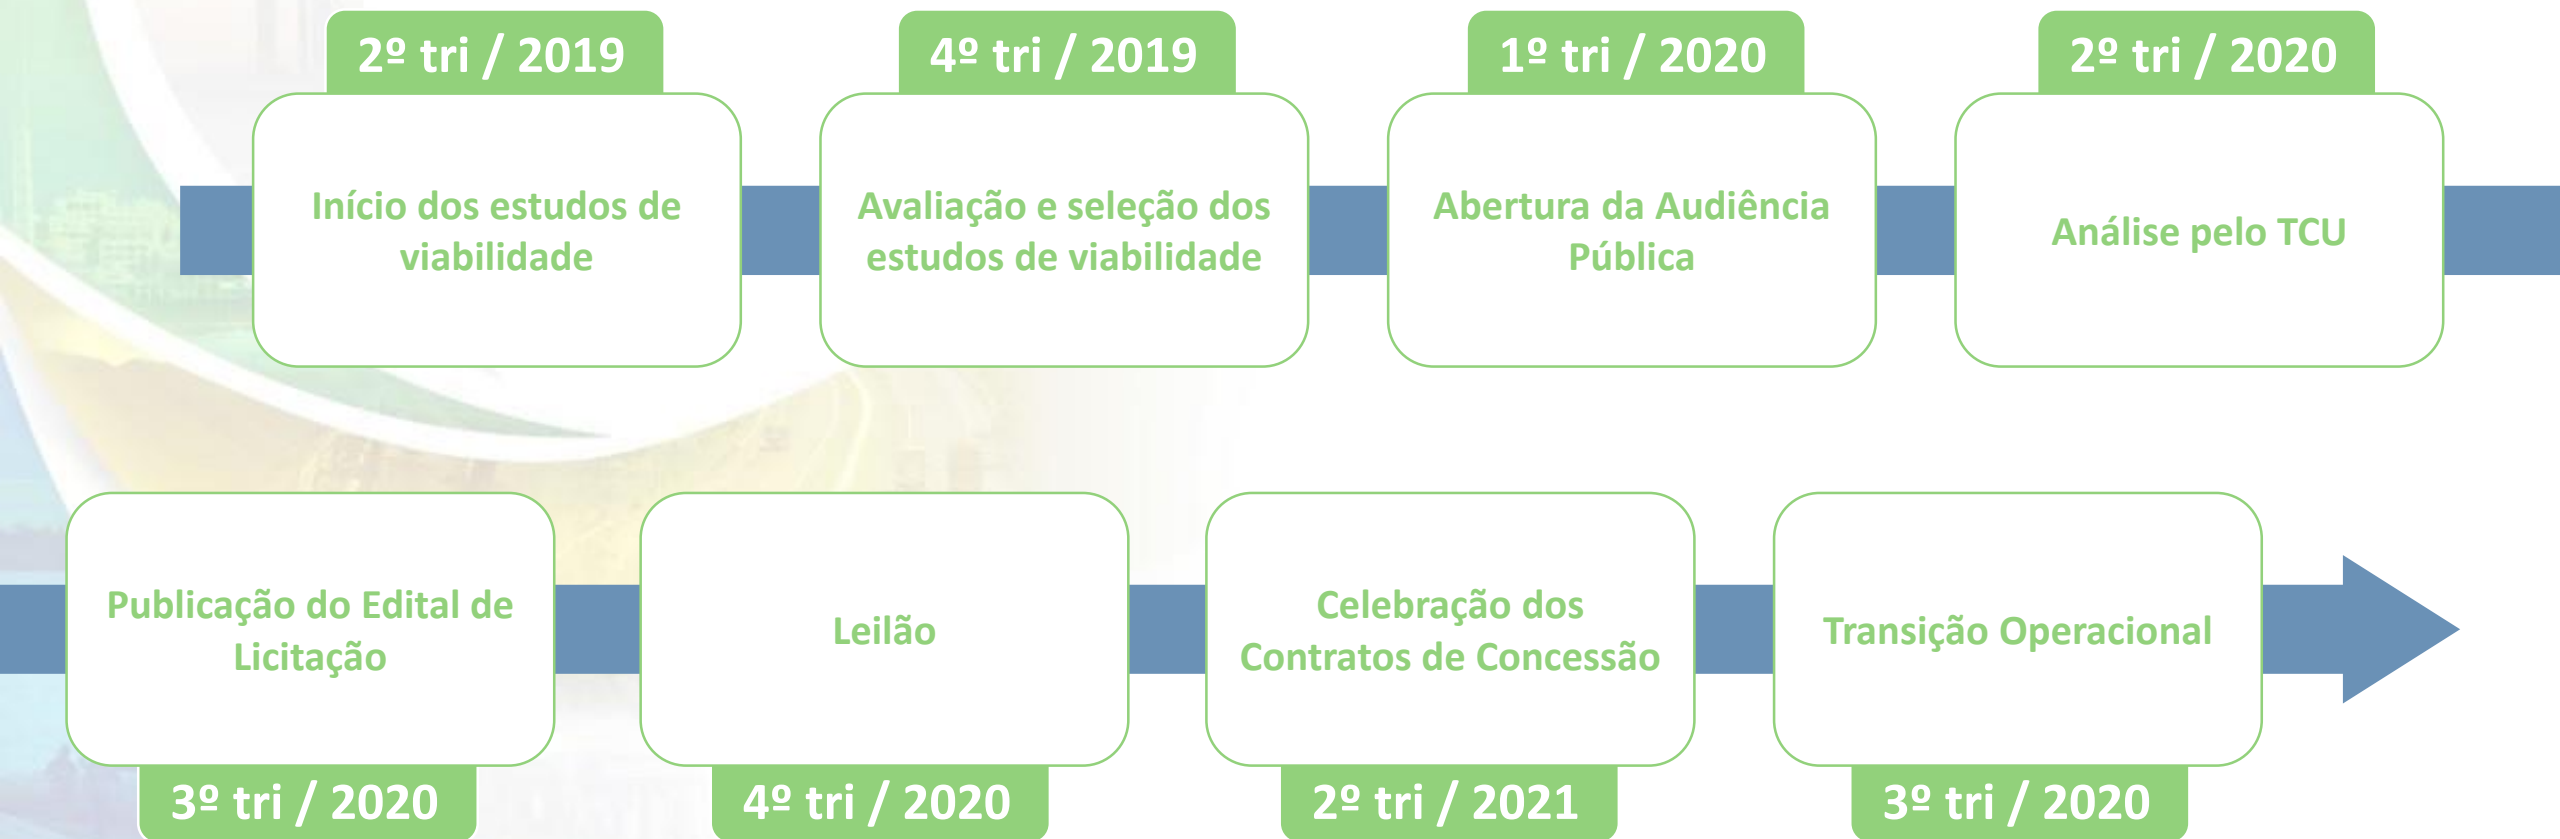 2º tri / 2019
Início dos estudos de
viabilidade
4º tri / 2019
Avaliação e seleção dos
estudos de viabilidade
1º tri / 2020
Abertura da Audiência
Pública
2º tri / 2020
Análise pelo TCU
Publicação do Edital de
Licitação
3º tri / 2020
Leilão
4º tri / 2020
Celebração dos
Contratos de Concessão
2º tri / 2021
Transição Operacional
3º tri / 2020